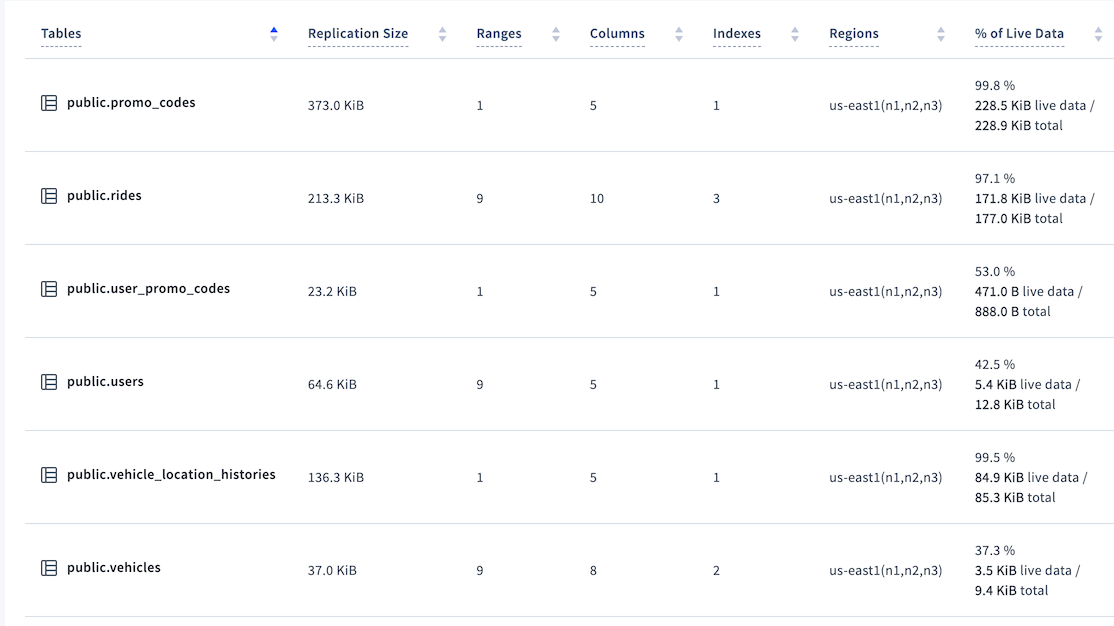 Tables Replication Size Ranges Columns Indexes Regions % of Live Data
public.promo_codes 373.0 KiB 1 5 1 us-east1(n1,n2,n3) 99.8 %
228.5 KiB live data /
228.9 KiB total
public.rides 213.3 KiB 9 10 3 us-east1(n1,n2,n3) 97.1 %
171.8 KiB live data /
177.0 KiB total
public.user_promo_codes 23.2 KiB 1 5 1 us-east1(n1,n2,n3) 53.0 %
471.0 B live data /
888.0 B total
public.users 64.6 KiB 9 5 1 us-east1(n1,n2,n3) 42.5 %
5.4 KiB live data /
12.8 KiB total
public.vehicle_location_histories 136.3 KiB 1 5 1 us-east1(n1,n2,n3) 99.5 %
84.9 KiB live data /
85.3 KiB total
public.vehicles 37.0 KiB 9 8 2 us-east1(n1,n2,n3) 37.3 %
3.5 KiB live data /
9.4 KiB total